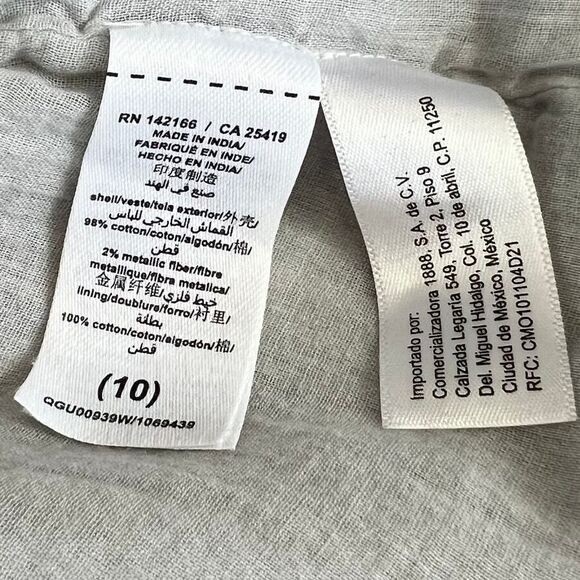 RN 142166 / CA 25419
MADE IN INDIA/
FABRIQUÉ EN INDE/
HECHO EN INDIA/
印度制造
صنع في الهند
shell/veste/tela exterior/外壳/
القماش الخارجي للباس
98% cotton/coton/algodón/棉/
قطن
2% metallic fiber/fibre
metallique/fibra metalica/
金属纤维/خيط فلزي
lining/doublure/forro/衬里/
بطانة
100% cotton/coton/algodón/棉/
قطن
(10)
QGU00939W/1069439
Importado por:
Comercializadora 1888, S.A. de C.V.
Calzada Legaria 549, Torre 2, Piso 9
Del. Miguel Hidalgo, Col. 10 de abril, C.P. 11250
Ciudad de México, México
RFC: CMO101104D21